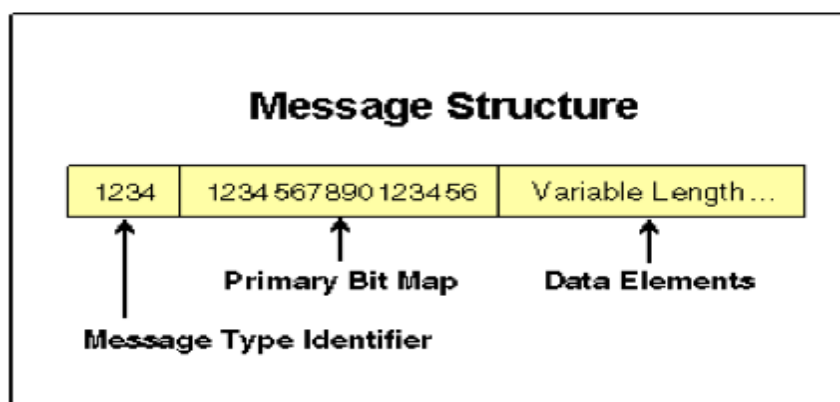 Message Structure
1234 1234567890123456 Variable Length...
Primary Bit Map Data Elements
Message Type Identifier